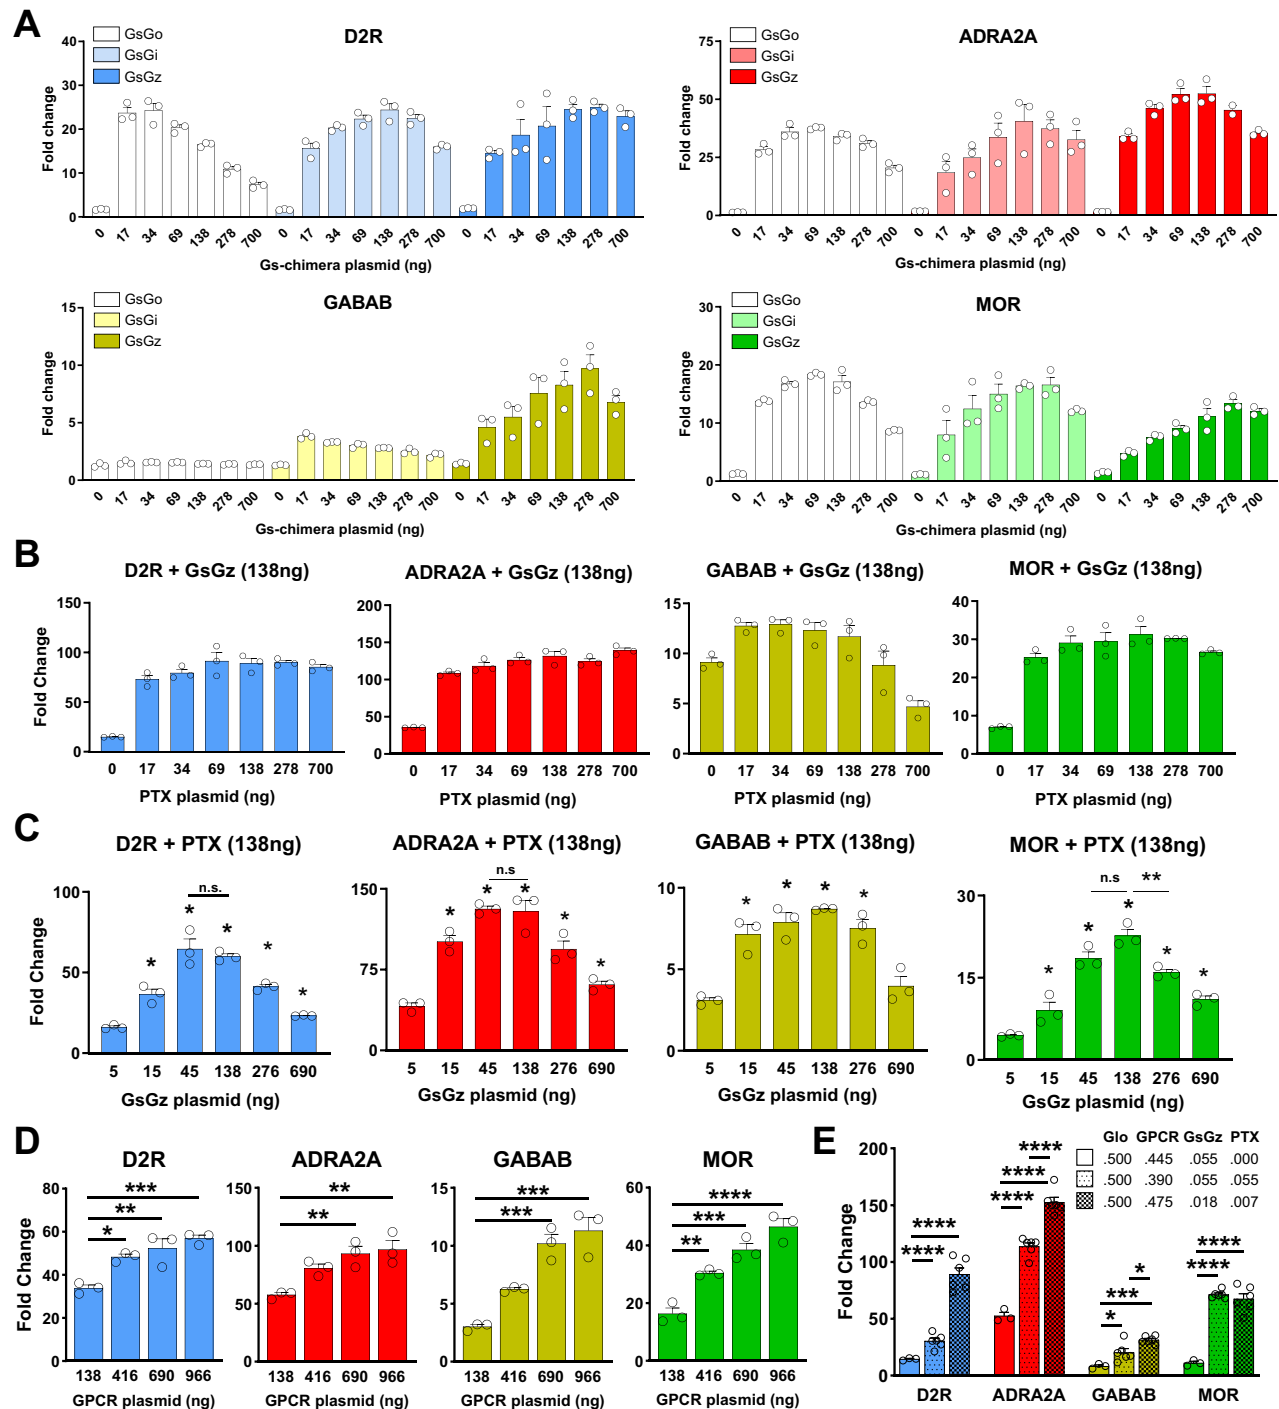 A
D2R
GsGo
GsGi
GsGz
Fold change
40
30
20
10
0
0 17 34 69 138 278 700 0 17 34 69 138 278 700 0 17 34 69 138 278 700
Gs-chimera plasmid (ng)
ADRA2A
GsGo
GsGi
GsGz
Fold change
75
50
25
0
0 17 34 69 138 278 700 0 17 34 69 138 278 700 0 17 34 69 138 278 700
Gs-chimera plasmid (ng)
GABAB
GsGo
GsGi
GsGz
Fold change
15
10
5
0
0 17 34 69 138 278 700 0 17 34 69 138 278 700 0 17 34 69 138 278 700
Gs-chimera plasmid (ng)
MOR
GsGo
GsGi
GsGz
Fold change
30
20
10
0
0 17 34 69 138 278 700 0 17 34 69 138 278 700 0 17 34 69 138 278 700
Gs-chimera plasmid (ng)
B
D2R + GsGz (138ng)
Fold Change
150
100
50
0
0 17 34 69 138 278 700
PTX plasmid (ng)
ADRA2A + GsGz (138ng)
200
150
100
50
0
0 17 34 69 138 278 700
PTX plasmid (ng)
GABAB + GsGz (138ng)
15
10
5
0
0 17 34 69 138 278 700
PTX plasmid (ng)
MOR + GsGz (138ng)
40
30
20
10
0
0 17 34 69 138 278 700
PTX plasmid (ng)
C
D2R + PTX (138ng)
Fold Change
100
50
0
n.s.
* * * * *
5 15 45 138 276 690
GsGz plasmid (ng)
ADRA2A + PTX (138ng)
150
75
0
n.s
* * * * *
5 15 45 138 276 690
GsGz plasmid (ng)
GABAB + PTX (138ng)
10
5
0
* * * *
5 15 45 138 276 690
GsGz plasmid (ng)
MOR + PTX (138ng)
30
15
0
n.s **
* * * * *
5 15 45 138 276 690
GsGz plasmid (ng)
D
D2R
Fold Change
80
60
40
20
0
***
**
*
138 416 690 966
GPCR plasmid (ng)
ADRA2A
150
100
50
0
**
**
138 416 690 966
GPCR plasmid (ng)
GABAB
15
10
5
0
***
***
138 416 690 966
GPCR plasmid (ng)
MOR
60
40
20
0
****
***
**
138 416 690 966
GPCR plasmid (ng)
E
Glo GPCR GsGz PTX
.500 .445 .055 .000
.500 .390 .055 .055
.500 .475 .018 .007
Fold Change
200
150
100
50
0
****
****
****
****
****
*
***
*
****
****
D2R ADRA2A GABAB MOR